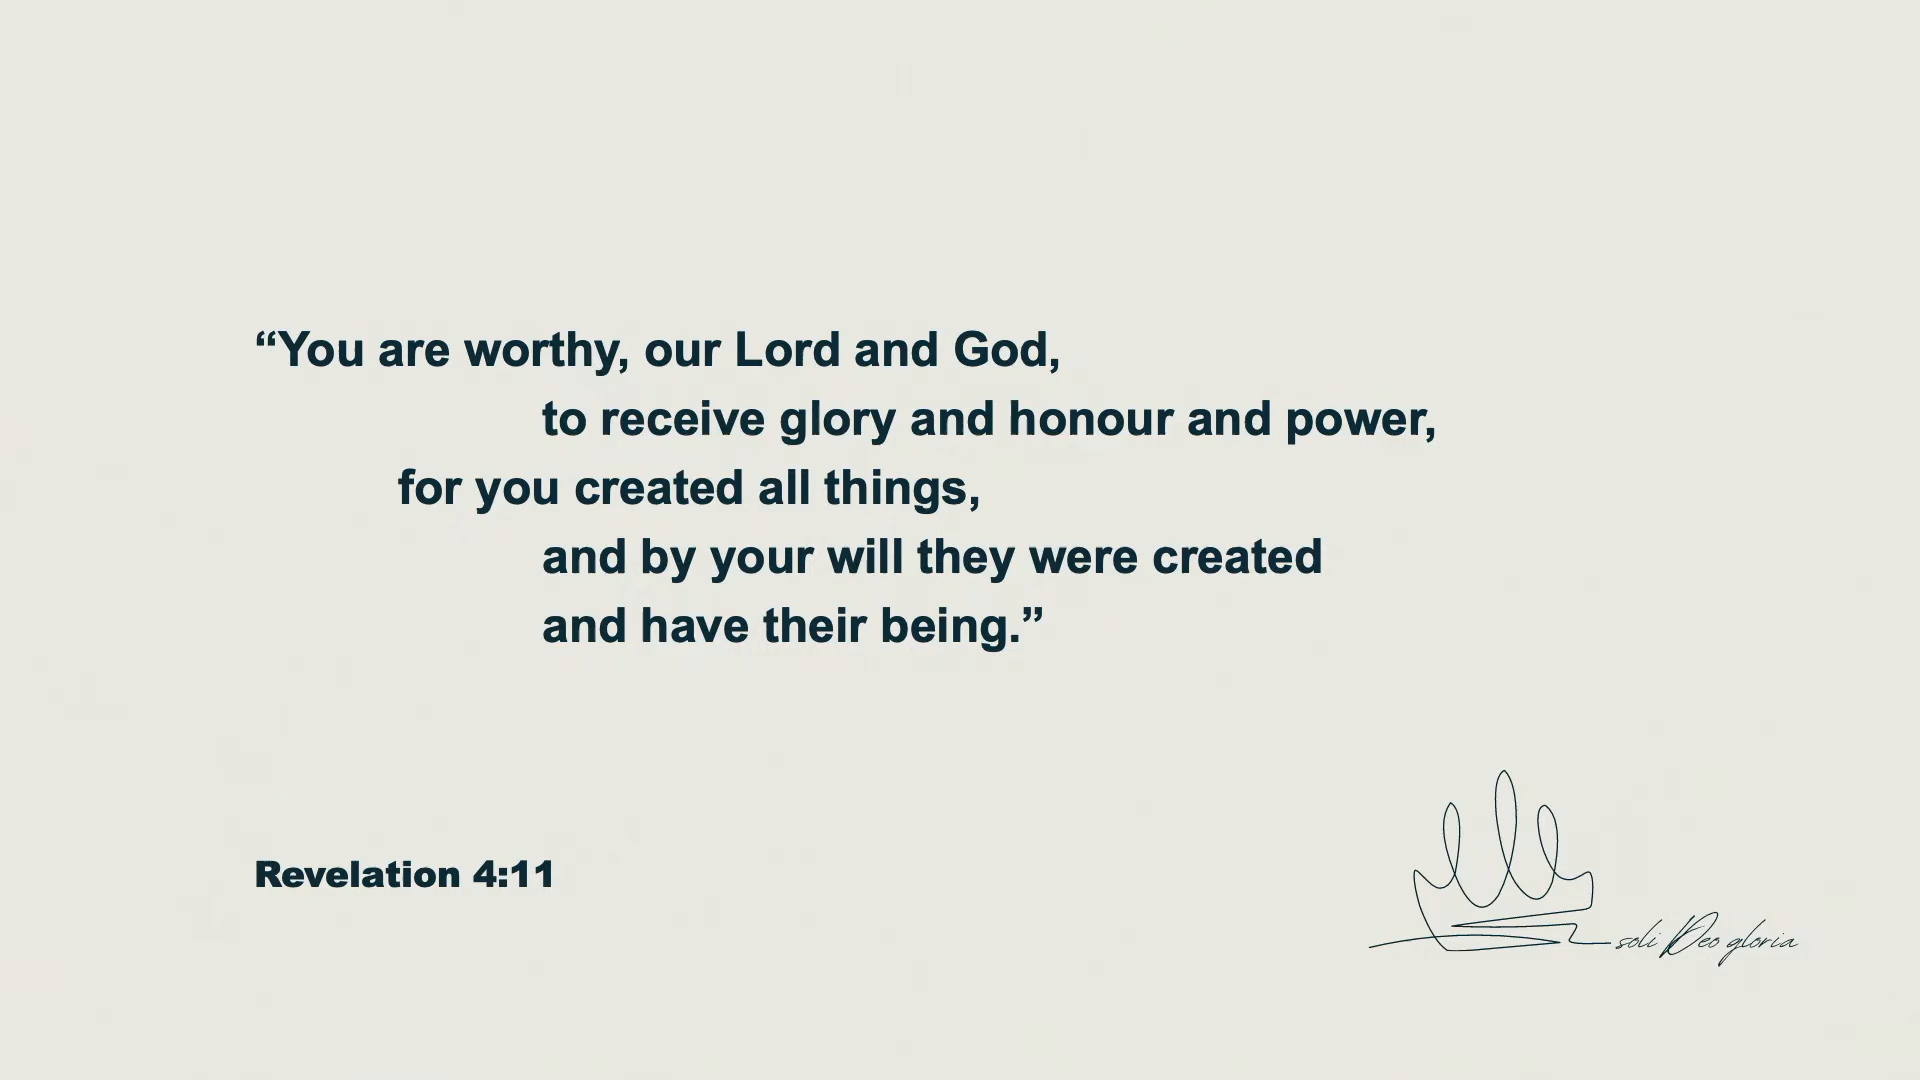 “You are worthy, our Lord and God,
to receive glory and honour and power,
for you created all things,
and by your will they were created
and have their being.”
Revelation 4:11
soli Deo gloria